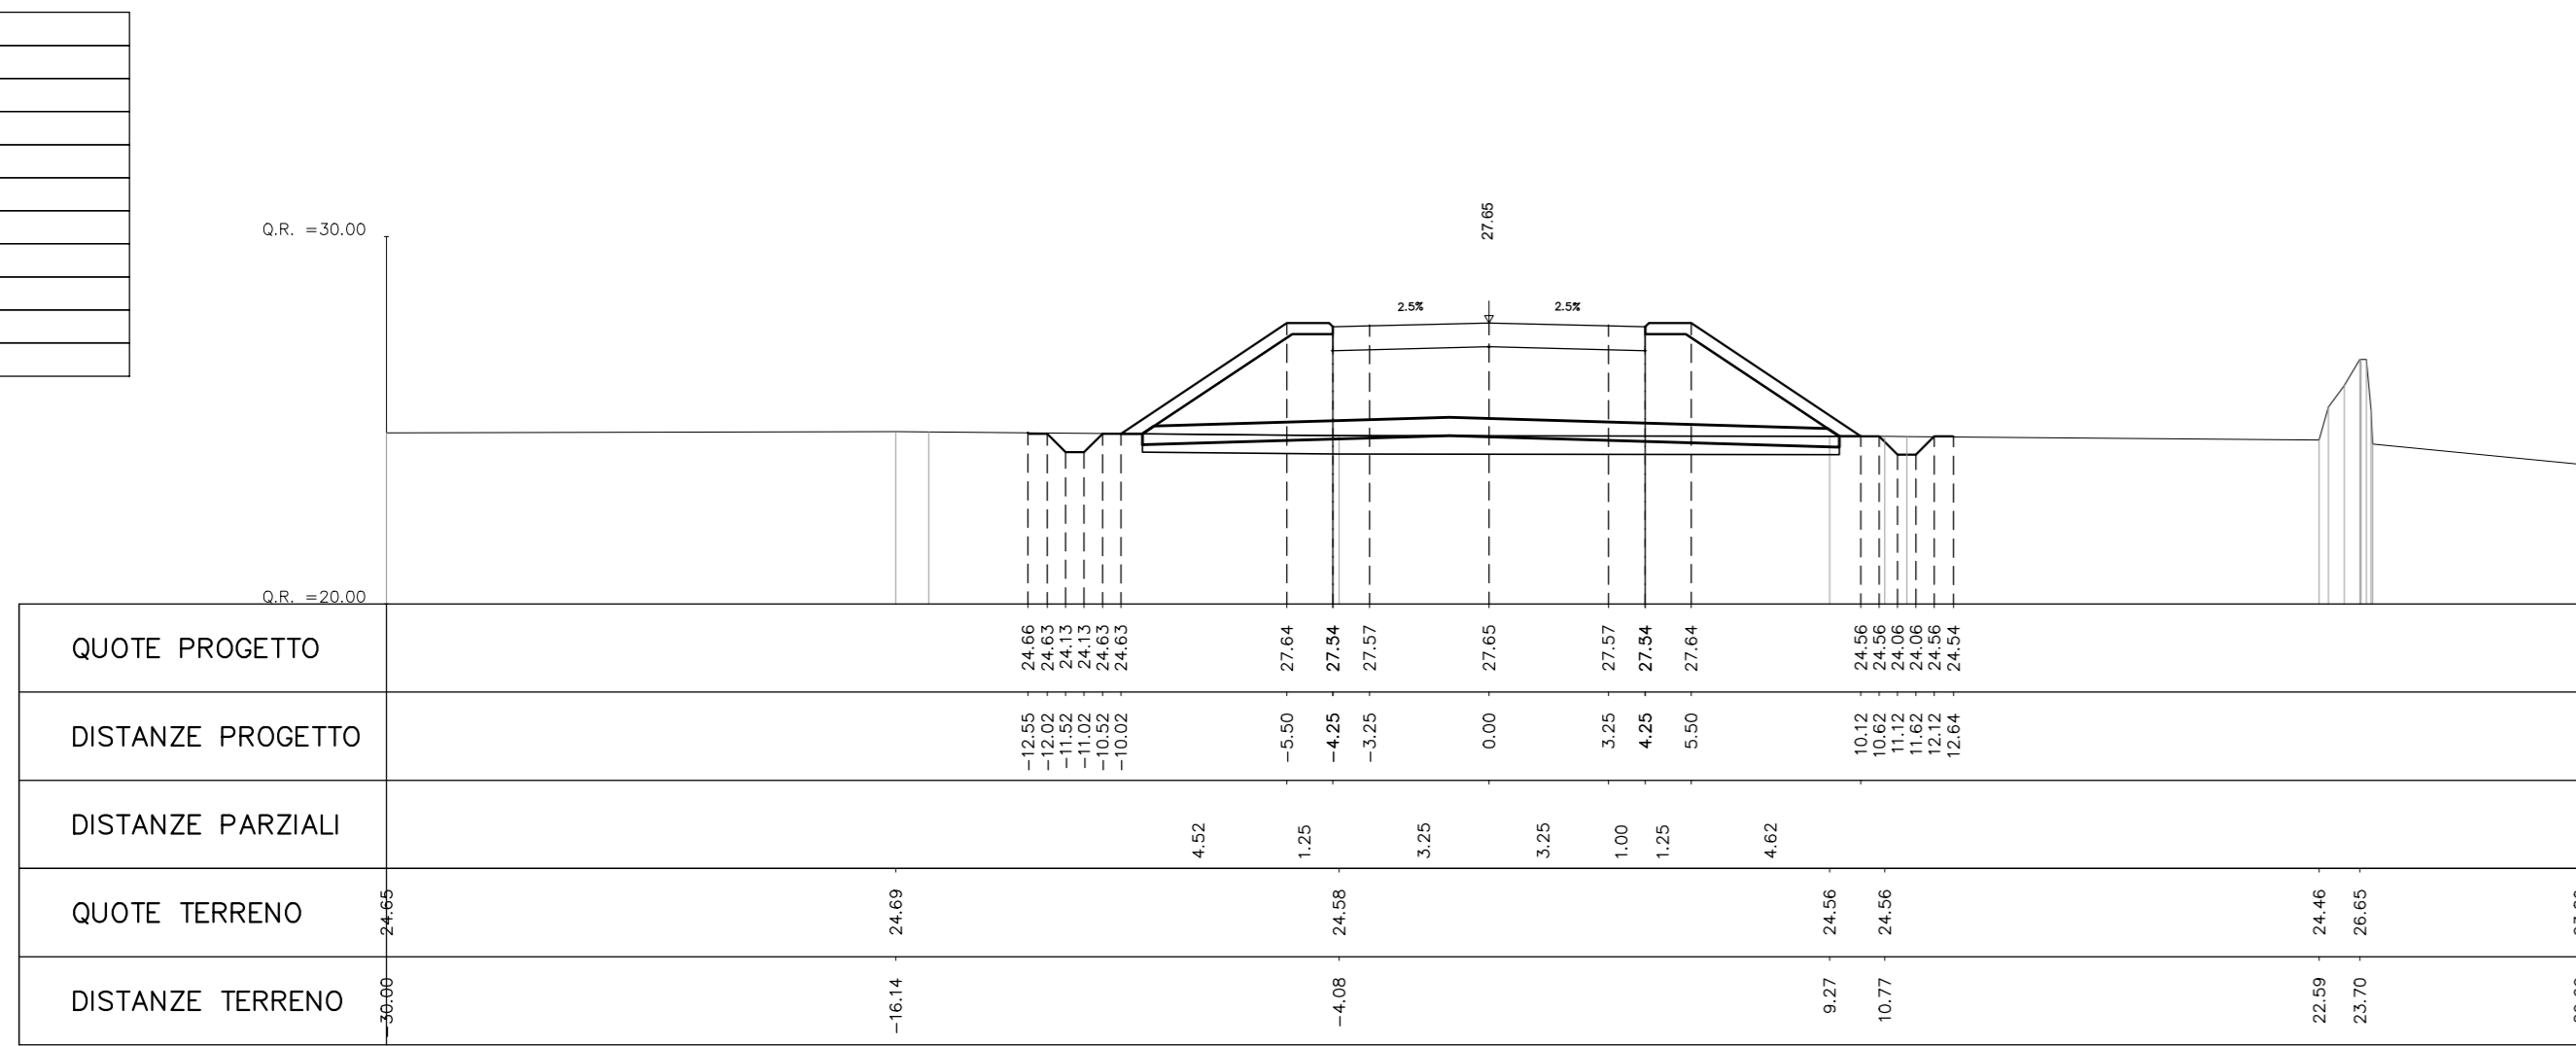 27.65
Q.R. =30.00
2.5% 2.5%
Q.R. =20.00
QUOTE PROGETTO 24.66 24.63 24.13 24.13 24.63 24.63 27.64 27.57 27.65 27.57 27.64 24.56 24.56 24.06 24.06 24.56 24.54
DISTANZE PROGETTO −12.55 −12.02 −11.52 −11.02 −10.52 −10.02 −5.50 −4.25 −3.25 0.00 3.25 4.25 5.50 10.12 10.62 11.12 11.62 12.12 12.64
DISTANZE PARZIALI 4.52 1.25 3.25 3.25 1.00 1.25 4.62
QUOTE TERRENO 24.65 24.69 24.58 24.56 24.56 24.46 26.65
DISTANZE TERRENO −30.00 −16.14 −4.08 9.27 10.77 22.59 23.70